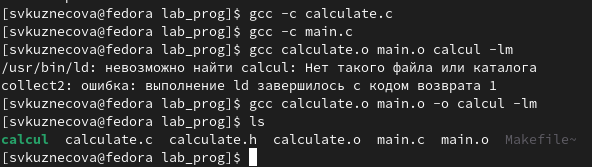 [svkuznecova@fedora lab_prog]$ gcc -c calculate.c
[svkuznecova@fedora lab_prog]$ gcc -c main.c
[svkuznecova@fedora lab_prog]$ gcc calculate.o main.o calcul -lm
/usr/bin/ld: невозможно найти calcul: Нет такого файла или каталога
collect2: ошибка: выполнение ld завершилось с кодом возврата 1
[svkuznecova@fedora lab_prog]$ gcc calculate.o main.o -o calcul -lm
[svkuznecova@fedora lab_prog]$ ls
calcul calculate.c calculate.h calculate.o main.c main.o Makefile~
[svkuznecova@fedora lab_prog]$